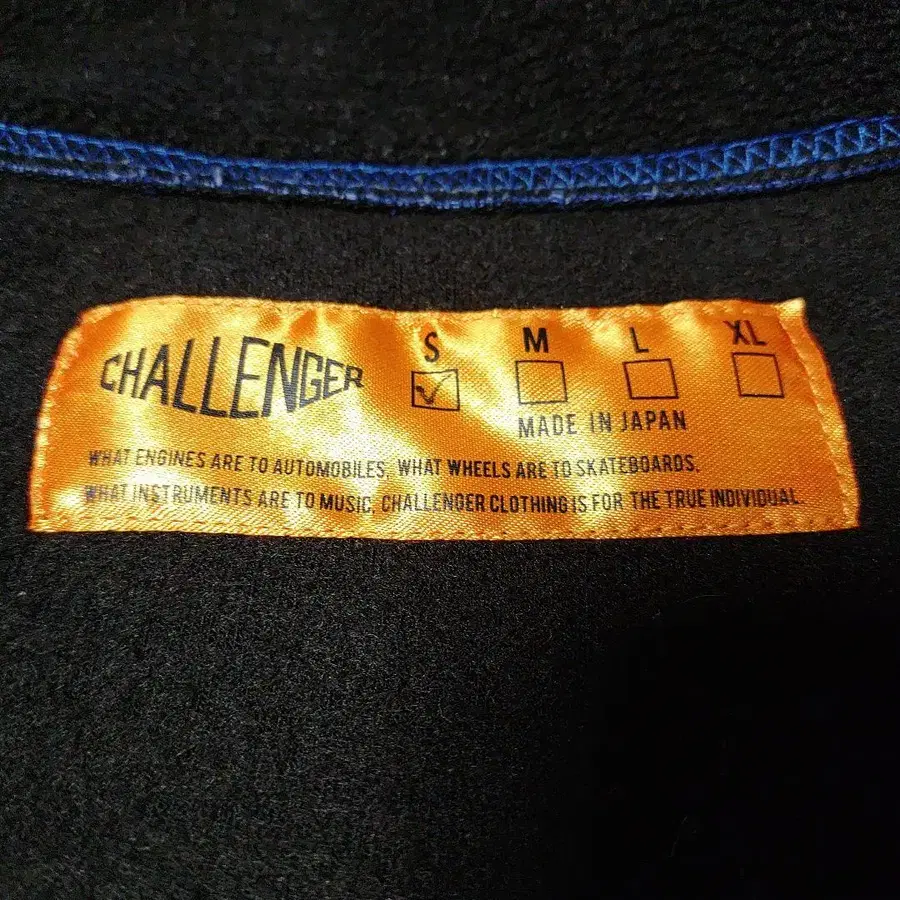 CHALLENGER
S M L XL
MADE IN JAPAN
WHAT ENGINES ARE TO AUTOMOBILES, WHAT WHEELS ARE TO SKATEBOARDS,
WHAT INSTRUMENTS ARE TO MUSIC, CHALLENGER CLOTHING IS FOR THE TRUE INDIVIDUAL.